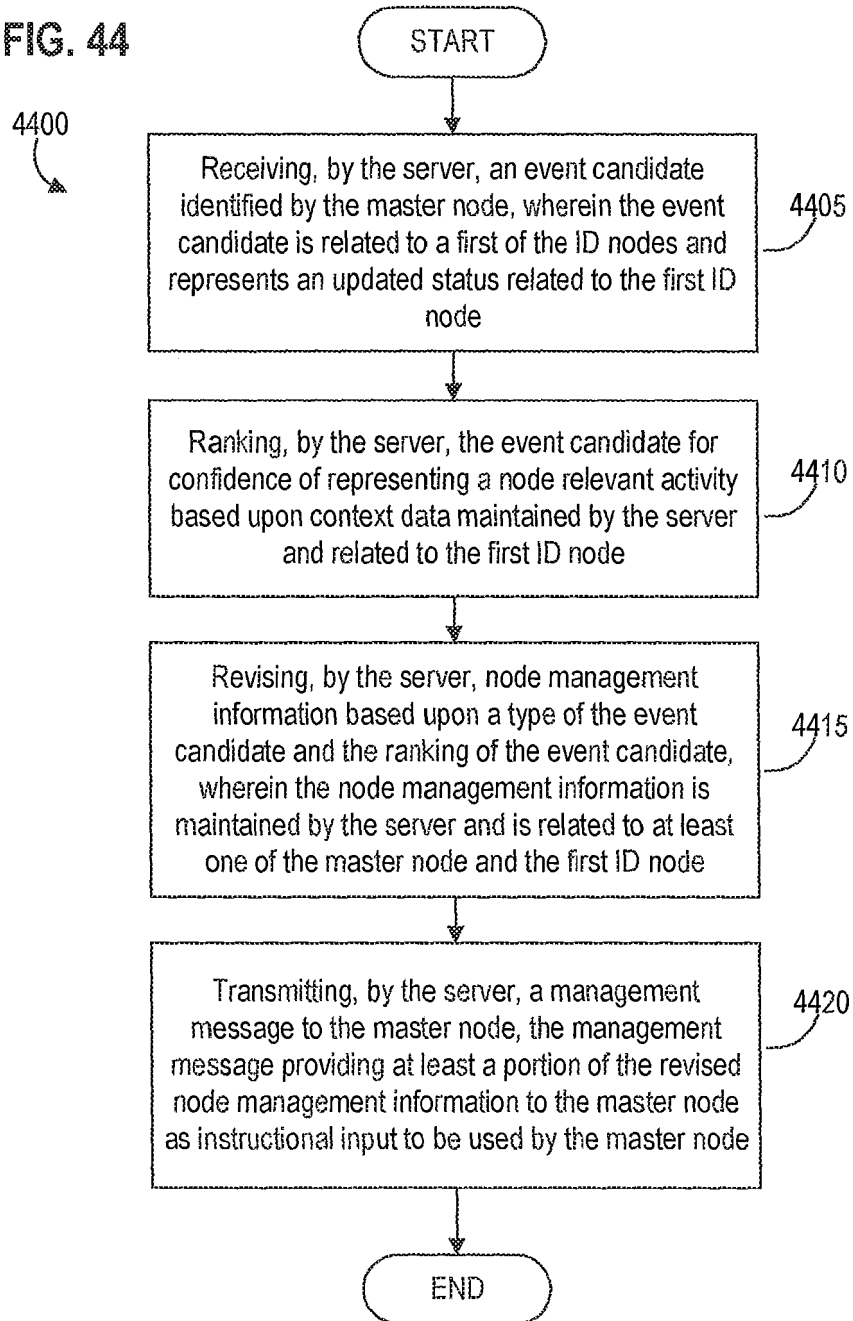 FIG. 44
START
4400
Receiving, by the server, an event candidate
identified by the master node, wherein the event
candidate is related to a first of the ID nodes and
represents an updated status related to the first ID
node
4405
Ranking, by the server, the event candidate for
confidence of representing a node relevant activity
based upon context data maintained by the server
and related to the first ID node
4410
Revising, by the server, node management
information based upon a type of the event
candidate and the ranking of the event candidate,
wherein the node management information is
maintained by the server and is related to at least
one of the master node and the first ID node
4415
Transmitting, by the server, a management
message to the master node, the management
message providing at least a portion of the revised
node management information to the master node
as instructional input to be used by the master node
4420
END